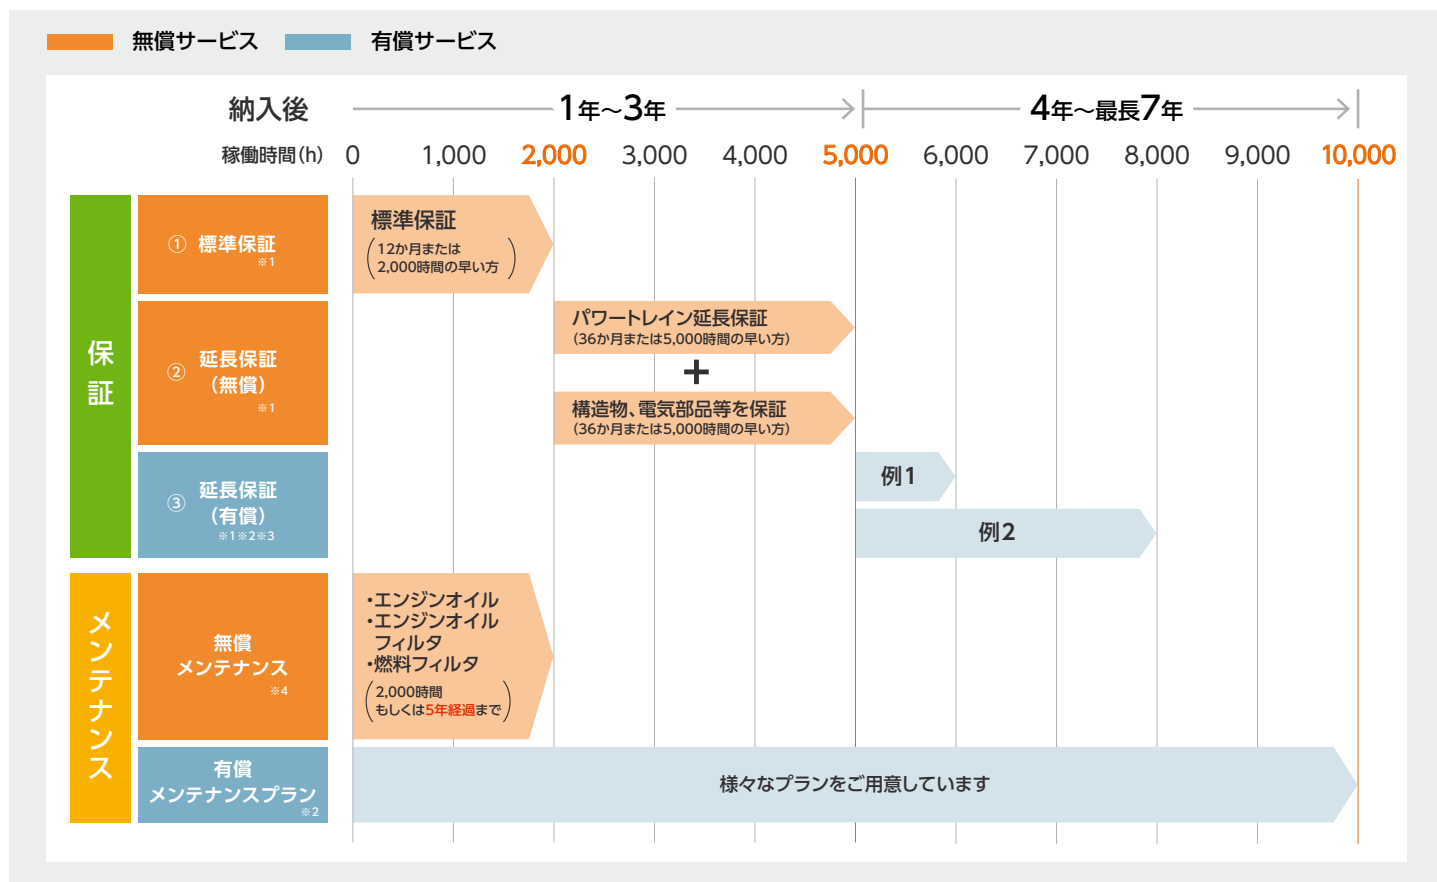 無償サービス 有償サービス
納入後 1年～3年 4年～最長7年
稼働時間(h) 0 1,000 2,000 3,000 4,000 5,000 6,000 7,000 8,000 9,000 10,000
保証
① 標準保証
※1
標準保証
(12か月または
2,000時間の早い方)
② 延長保証
(無償)
※1
パワートレイン延長保証
(36か月または5,000時間の早い方)
+
構造物、電気部品等を保証
(36か月または5,000時間の早い方)
③ 延長保証
(有償)
※1※2※3
例1
例2
メンテナンス
無償
メンテナンス
※4
・エンジンオイル
・エンジンオイル
フィルタ
・燃料フィルタ
(2,000時間
もしくは5年経過まで)
有償
メンテナンスプラン
※2
様々なプランをご用意しています